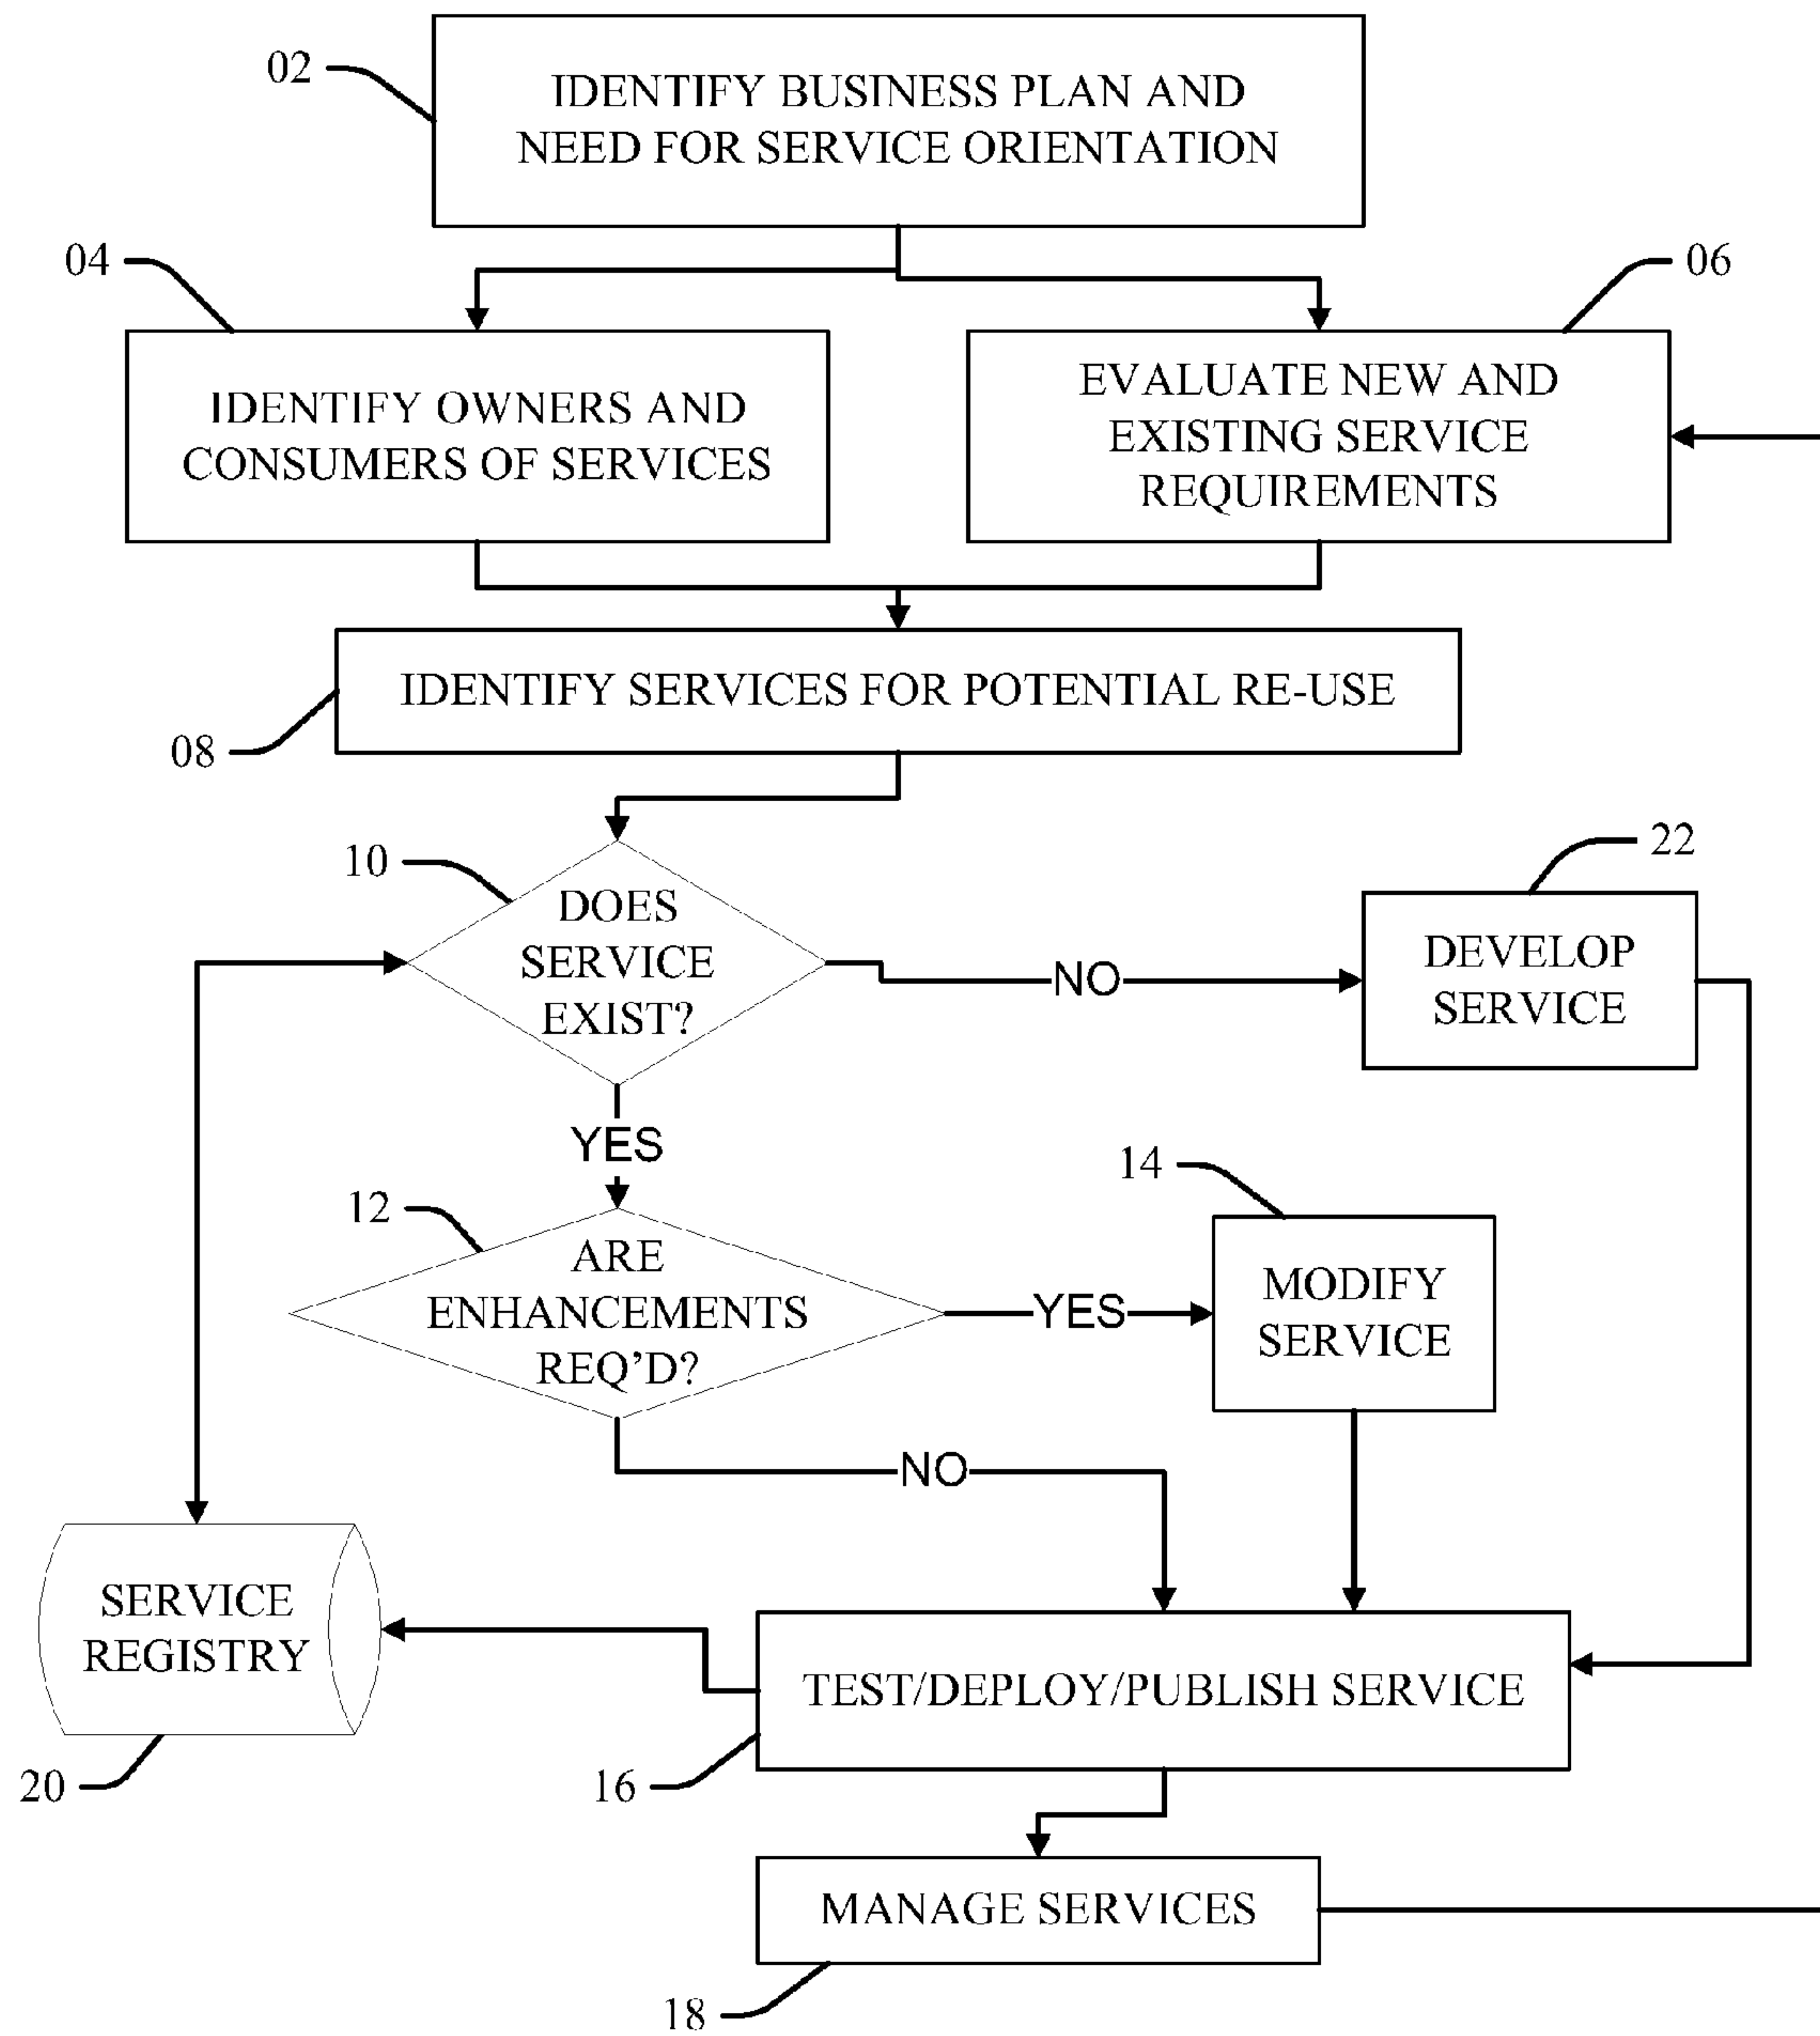 02
IDENTIFY BUSINESS PLAN AND
NEED FOR SERVICE ORIENTATION
04
06
IDENTIFY OWNERS AND
CONSUMERS OF SERVICES
EVALUATE NEW AND
EXISTING SERVICE
REQUIREMENTS
IDENTIFY SERVICES FOR POTENTIAL RE-USE
08
10
DOES
SERVICE
EXIST?
NO
22
DEVELOP
SERVICE
YES
12
ARE
ENHANCEMENTS
REQ’D?
YES
14
MODIFY
SERVICE
NO
SERVICE
REGISTRY
20
TEST/DEPLOY/PUBLISH SERVICE
16
MANAGE SERVICES
18